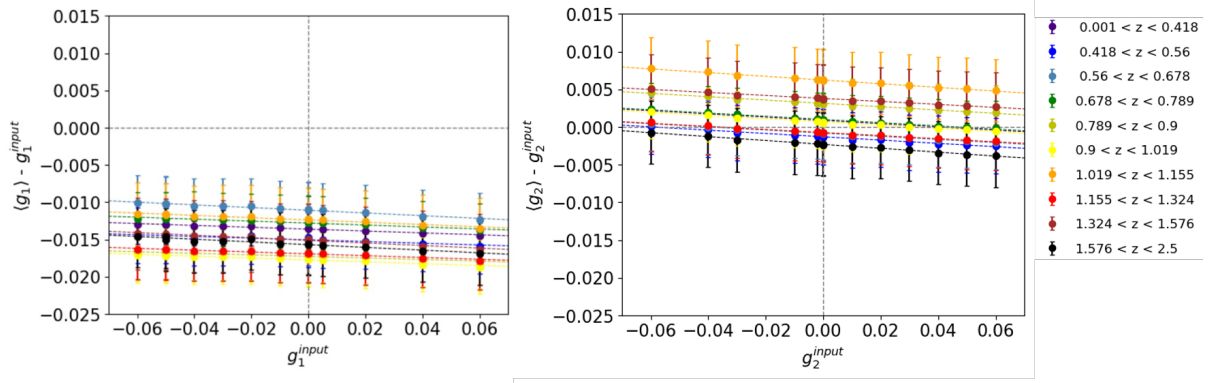 0.015
0.010
0.005
0.000
−0.005
−0.010
−0.015
−0.020
−0.025
⟨g₁⟩ - g₁^input
−0.06 −0.04 −0.02 0.00 0.02 0.04 0.06
g₁^input
0.015
0.010
0.005
0.000
−0.005
−0.010
−0.015
−0.020
−0.025
⟨g₂⟩ - g₂^input
−0.06 −0.04 −0.02 0.00 0.02 0.04 0.06
g₂^input
0.001 < z < 0.418
0.418 < z < 0.56
0.56 < z < 0.678
0.678 < z < 0.789
0.789 < z < 0.9
0.9 < z < 1.019
1.019 < z < 1.155
1.155 < z < 1.324
1.324 < z < 1.576
1.576 < z < 2.5